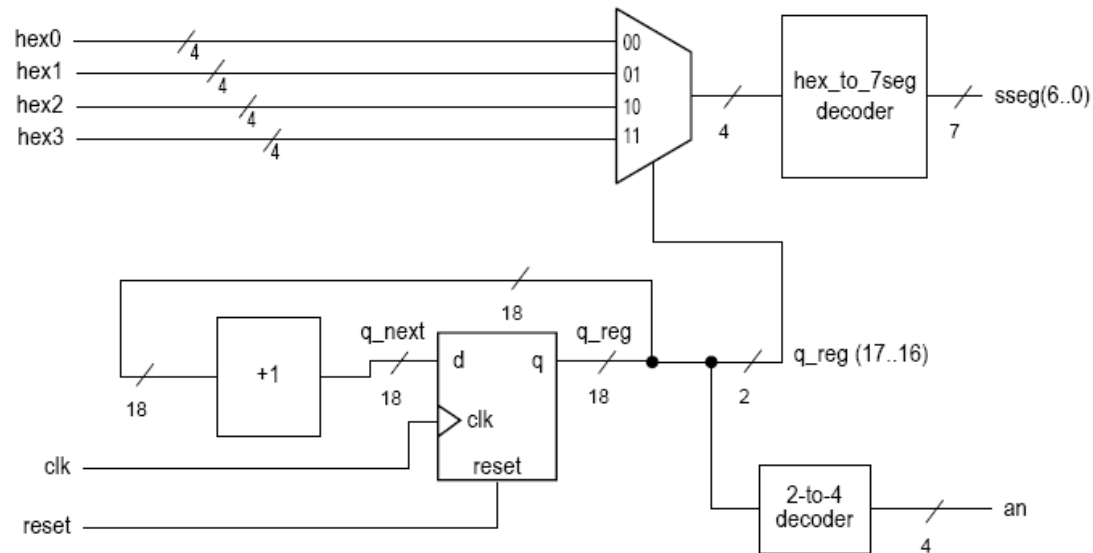 hex0
4
00
hex1
4
01
hex2
4
10
hex3
4
11
4
hex_to_7seg
decoder
7
sseg(6..0)
18
18
+1
q_next
18
d
q
clk
reset
q_reg
18
2
q_reg (17..16)
clk
reset
2-to-4
decoder
4
an